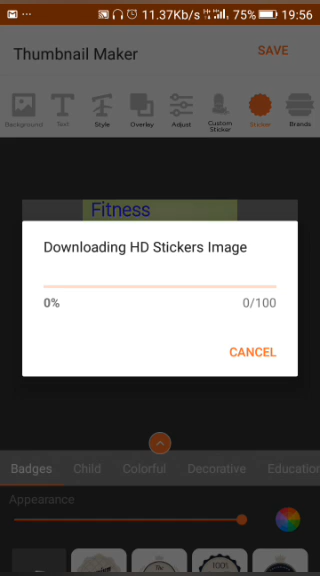 11.37Kb/s 75% 19:56
Thumbnail Maker SAVE
Background Text Style Overlay Adjust Custom Sticker Sticker Brands
Fitness
Downloading HD Stickers Image
0% 0/100
CANCEL
Badges Child Colorful Decorative Education
Appearance
100%